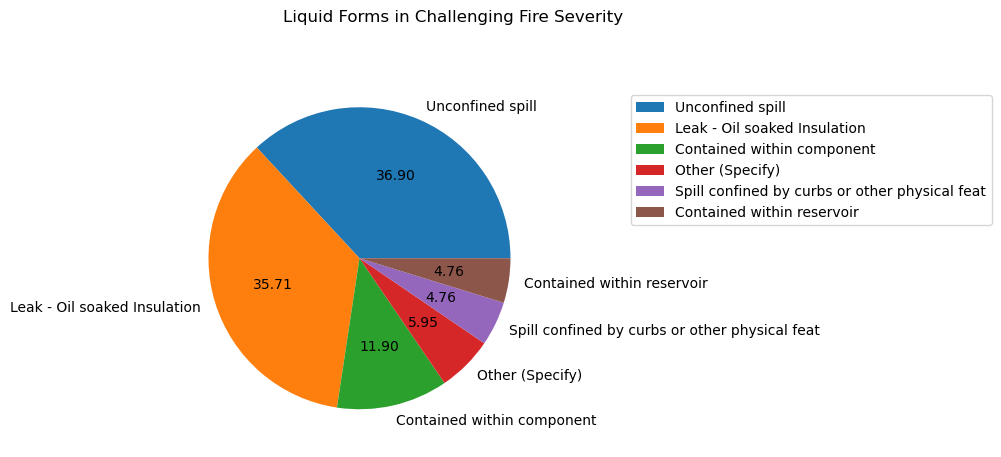 Liquid Forms in Challenging Fire Severity
Unconfined spill
36.90
Leak - Oil soaked Insulation
35.71
Contained within component
11.90
Other (Specify)
5.95
Spill confined by curbs or other physical feat
4.76
Contained within reservoir
4.76
Unconfined spill
Leak - Oil soaked Insulation
Contained within component
Other (Specify)
Spill confined by curbs or other physical feat
Contained within reservoir